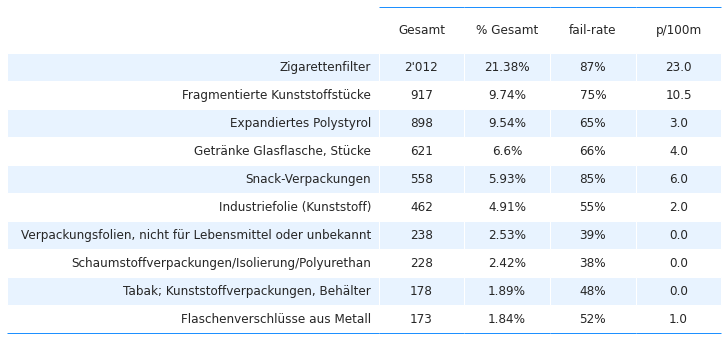 Gesamt % Gesamt fail-rate p/100m
Zigarettenfilter 2'012 21.38% 87% 23.0
Fragmentierte Kunststoffstücke 917 9.74% 75% 10.5
Expandiertes Polystyrol 898 9.54% 65% 3.0
Getränke Glasflasche, Stücke 621 6.6% 66% 4.0
Snack-Verpackungen 558 5.93% 85% 6.0
Industriefolie (Kunststoff) 462 4.91% 55% 2.0
Verpackungsfolien, nicht für Lebensmittel oder unbekannt 238 2.53% 39% 0.0
Schaumstoffverpackungen/Isolierung/Polyurethan 228 2.42% 38% 0.0
Tabak; Kunststoffverpackungen, Behälter 178 1.89% 48% 0.0
Flaschenverschlüsse aus Metall 173 1.84% 52% 1.0